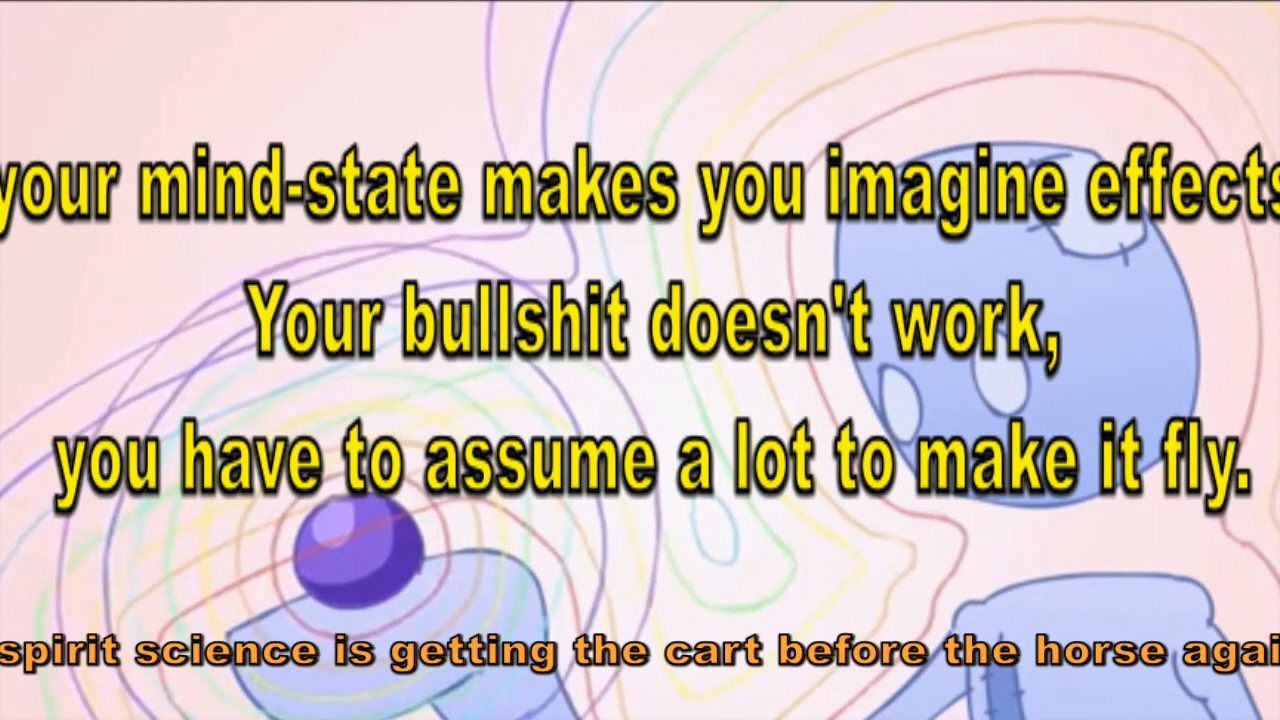 your mind-state makes you imagine effects
Your bullshit doesn't work,
you have to assume a lot to make it fly.
spirit science is getting the cart before the horse agai